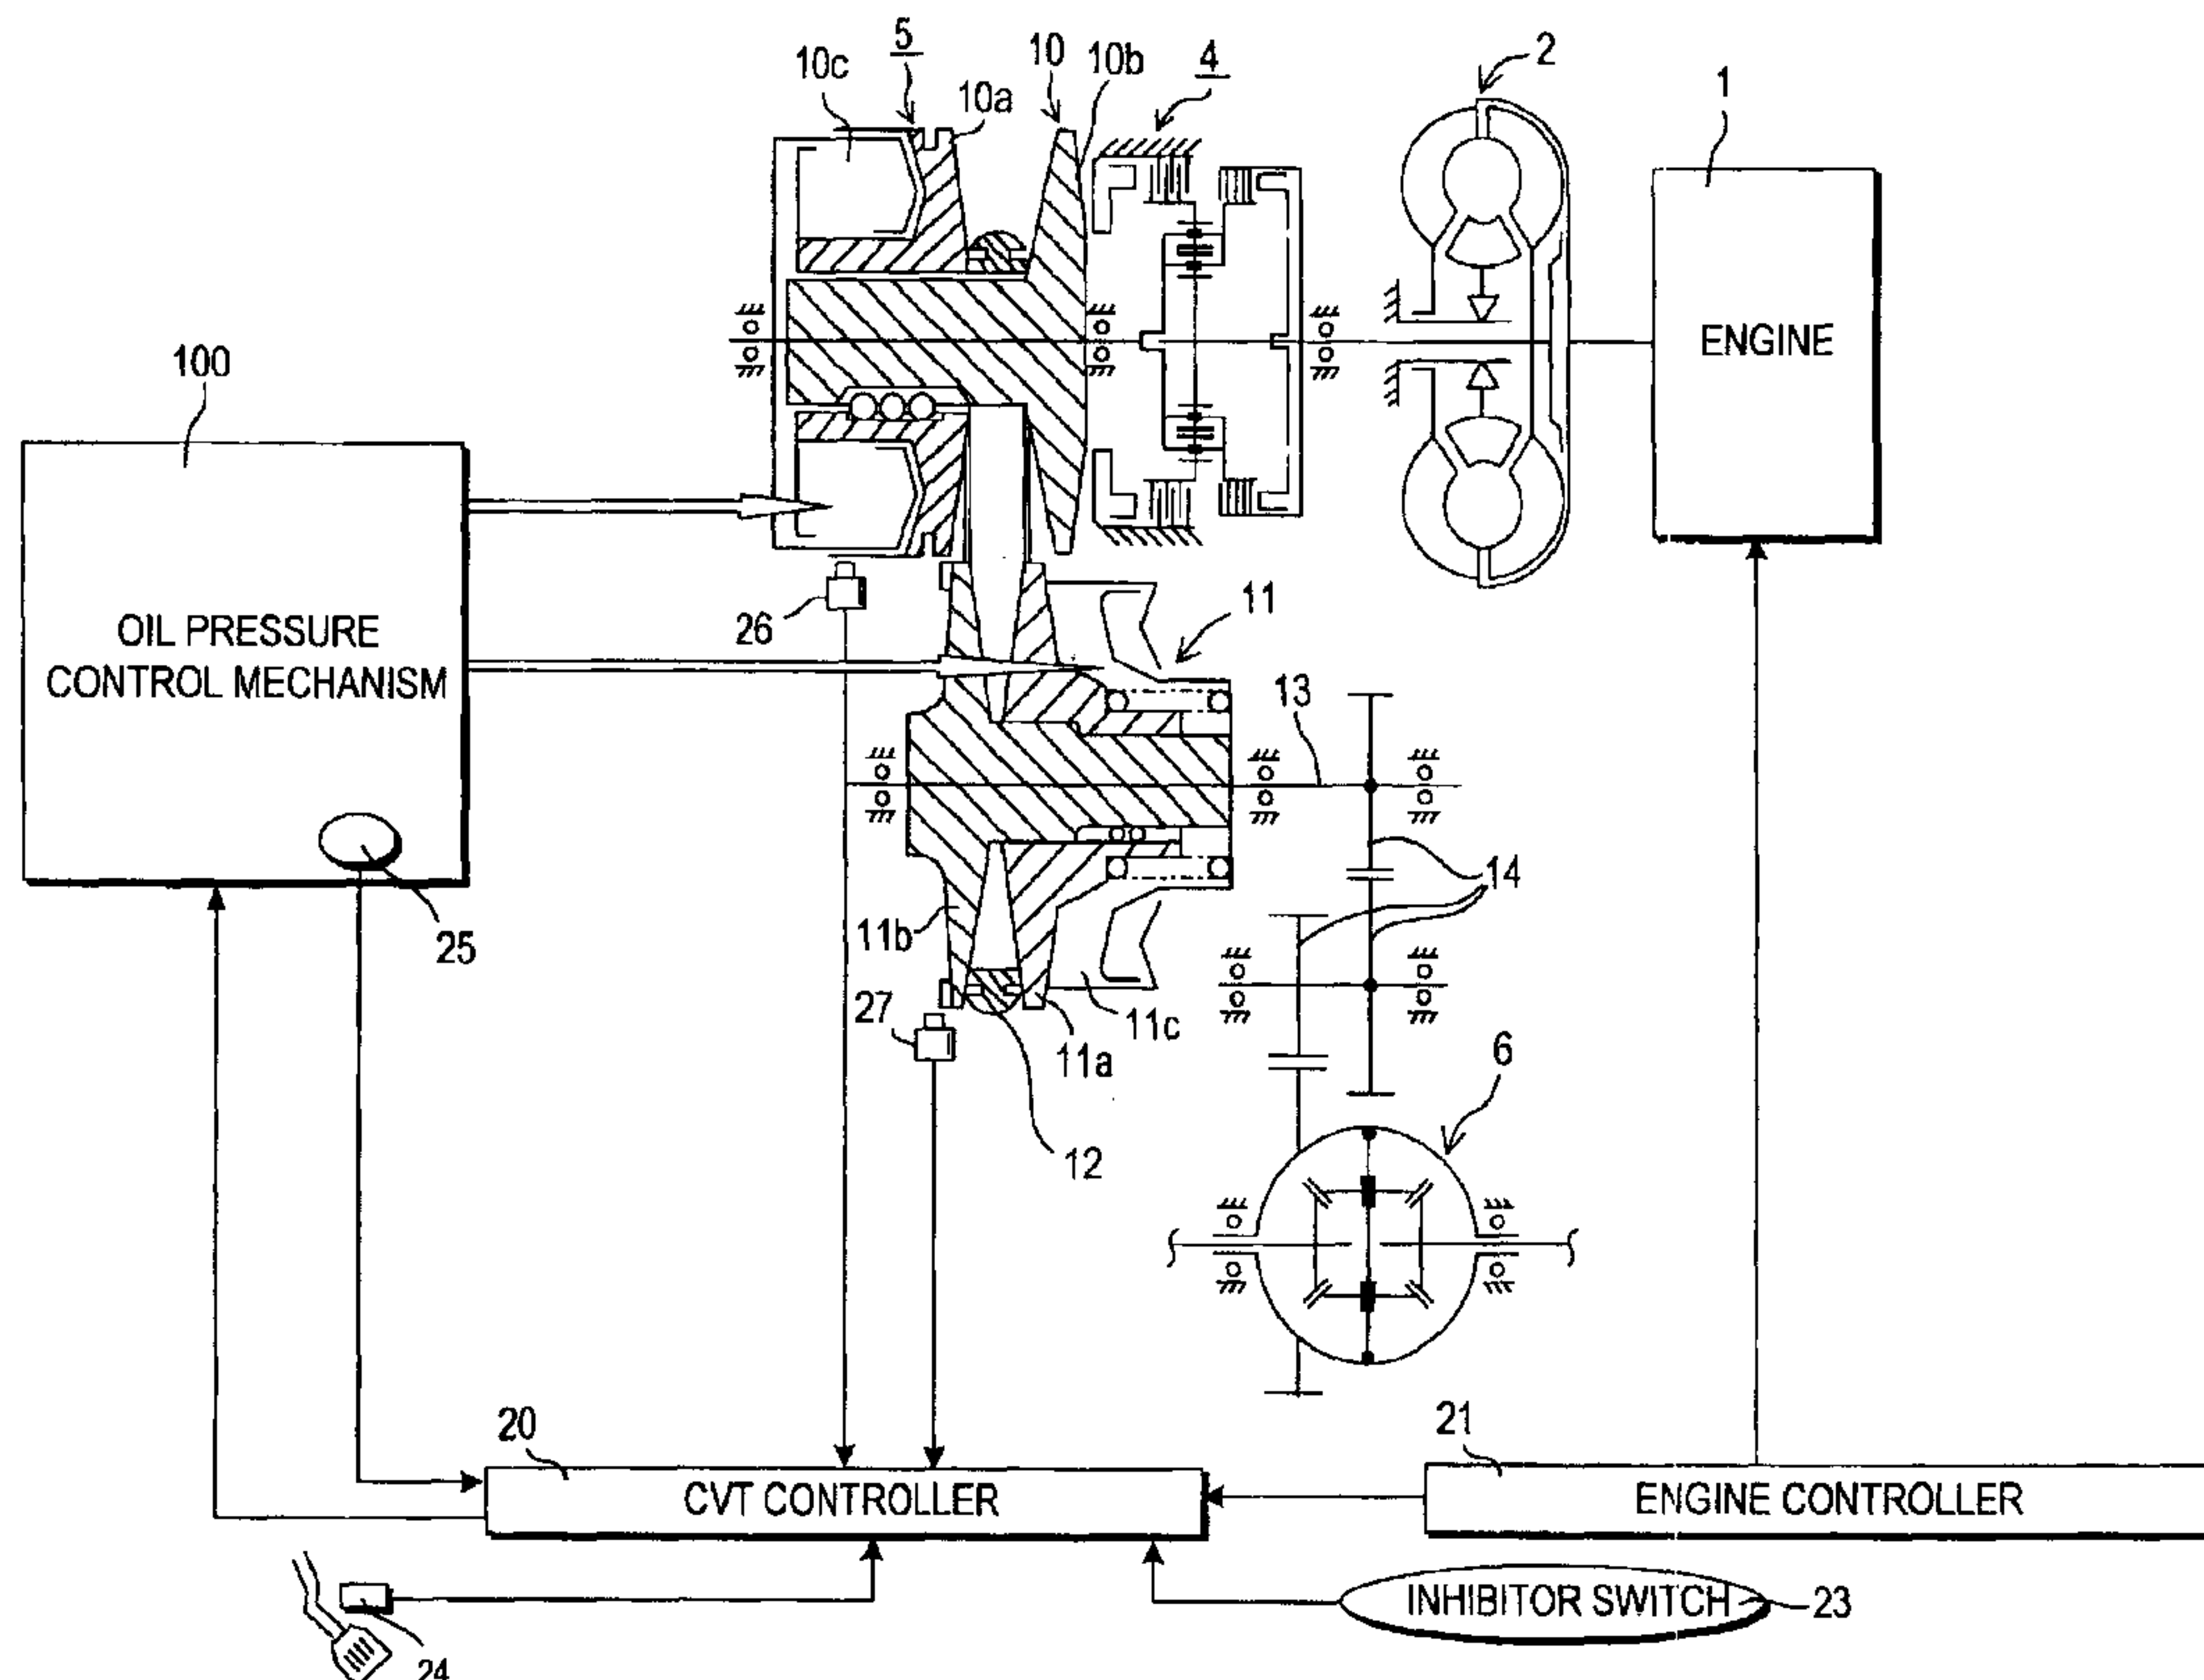 5
10
10c
10a
10b
4
2
1
ENGINE
100
OIL PRESSURE
CONTROL MECHANISM
26
11
13
25
14
11b
27
11c
11a
6
12
20
21
CVT CONTROLLER
ENGINE CONTROLLER
INHIBITOR SWITCH
23
24